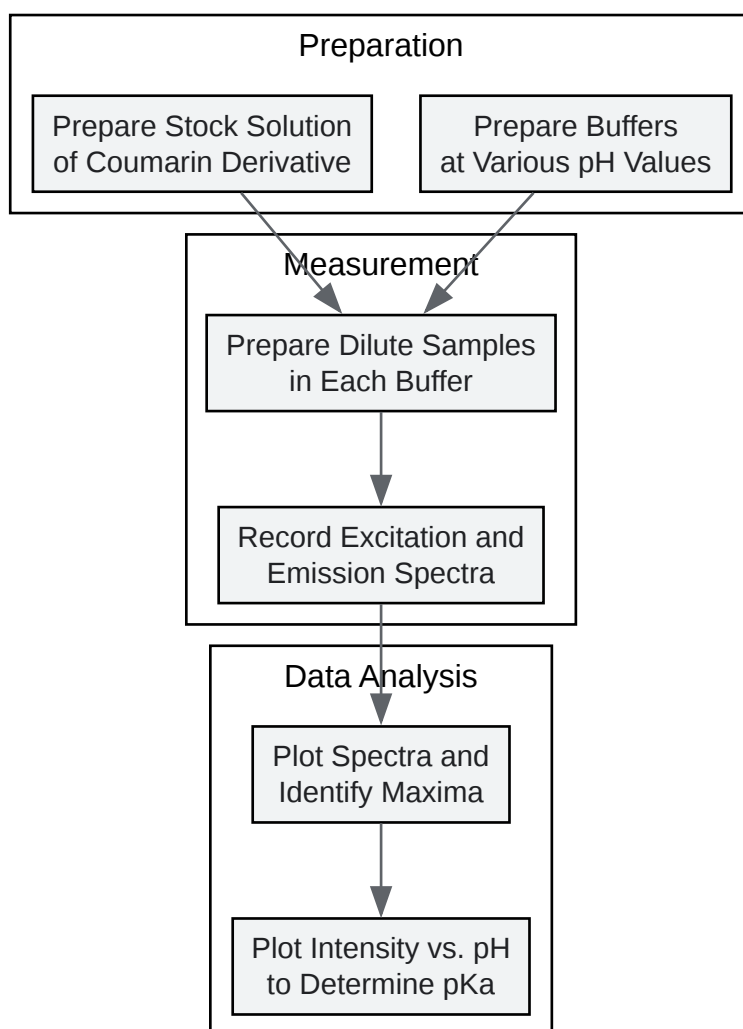 Preparation
Prepare Stock Solution
of Coumarin Derivative
Prepare Buffers
at Various pH Values
Measurement
Prepare Dilute Samples
in Each Buffer
Record Excitation and
Emission Spectra
Data Analysis
Plot Spectra and
Identify Maxima
Plot Intensity vs. pH
to Determine pKa